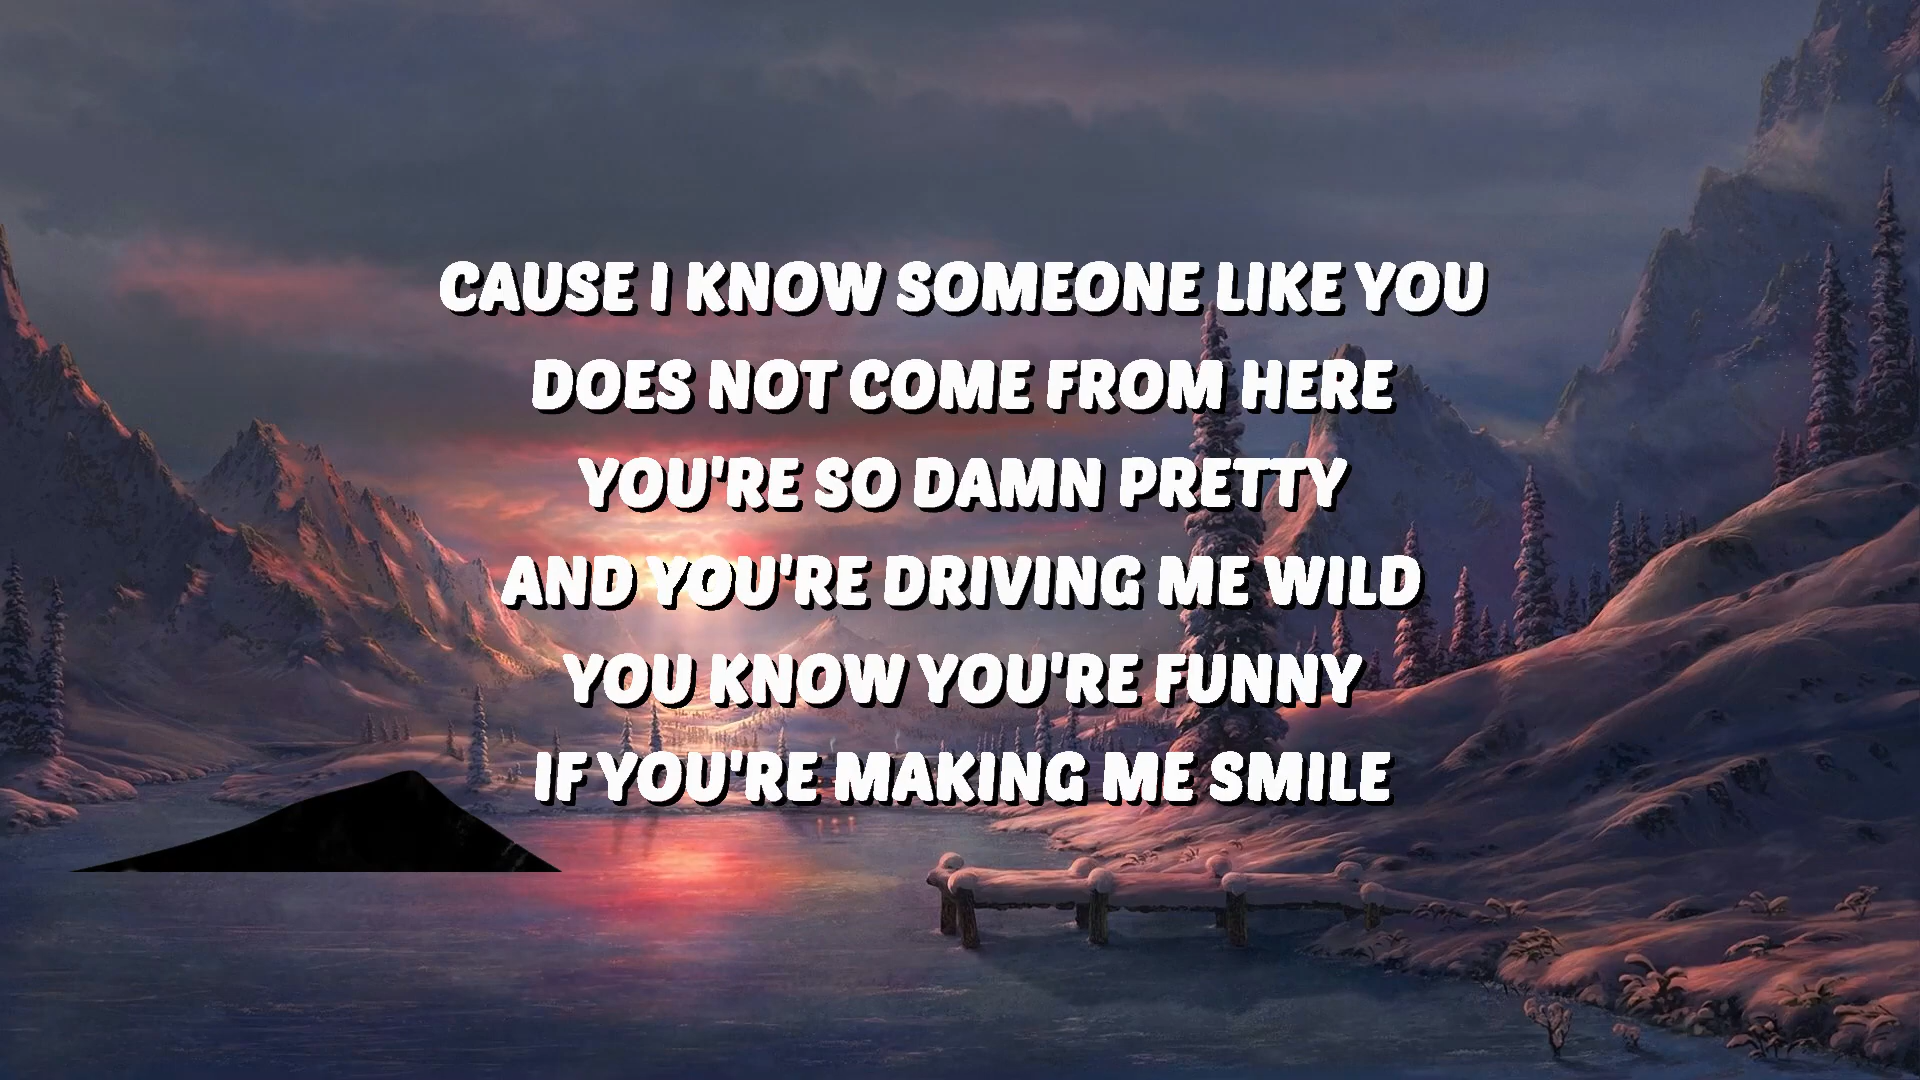 CAUSE I KNOW SOMEONE LIKE YOU
DOES NOT COME FROM HERE
YOU'RE SO DAMN PRETTY
AND YOU'RE DRIVING ME WILD
YOU KNOW YOU'RE FUNNY
IF YOU'RE MAKING ME SMILE